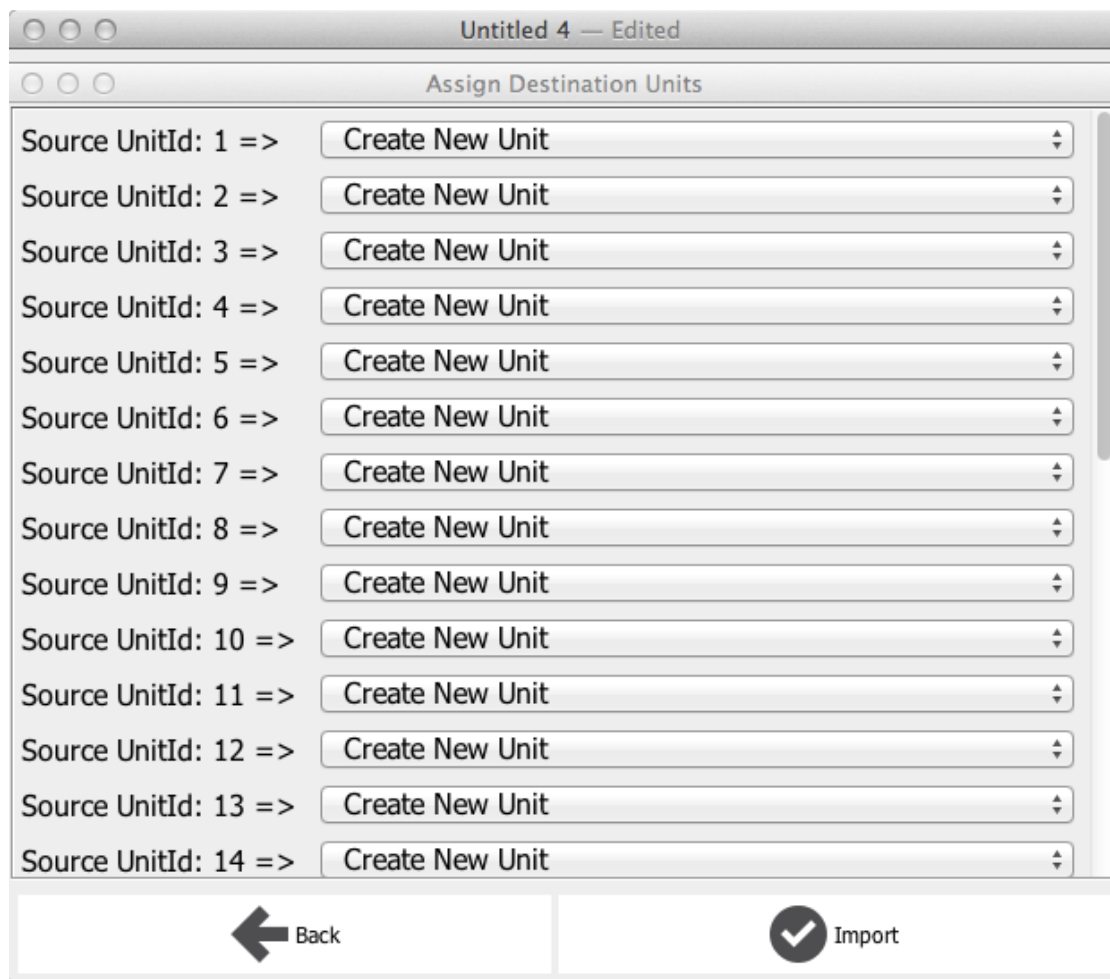 Untitled 4 — Edited
Assign Destination Units
Source UnitId: 1 => Create New Unit
Source UnitId: 2 => Create New Unit
Source UnitId: 3 => Create New Unit
Source UnitId: 4 => Create New Unit
Source UnitId: 5 => Create New Unit
Source UnitId: 6 => Create New Unit
Source UnitId: 7 => Create New Unit
Source UnitId: 8 => Create New Unit
Source UnitId: 9 => Create New Unit
Source UnitId: 10 => Create New Unit
Source UnitId: 11 => Create New Unit
Source UnitId: 12 => Create New Unit
Source UnitId: 13 => Create New Unit
Source UnitId: 14 => Create New Unit
Back Import